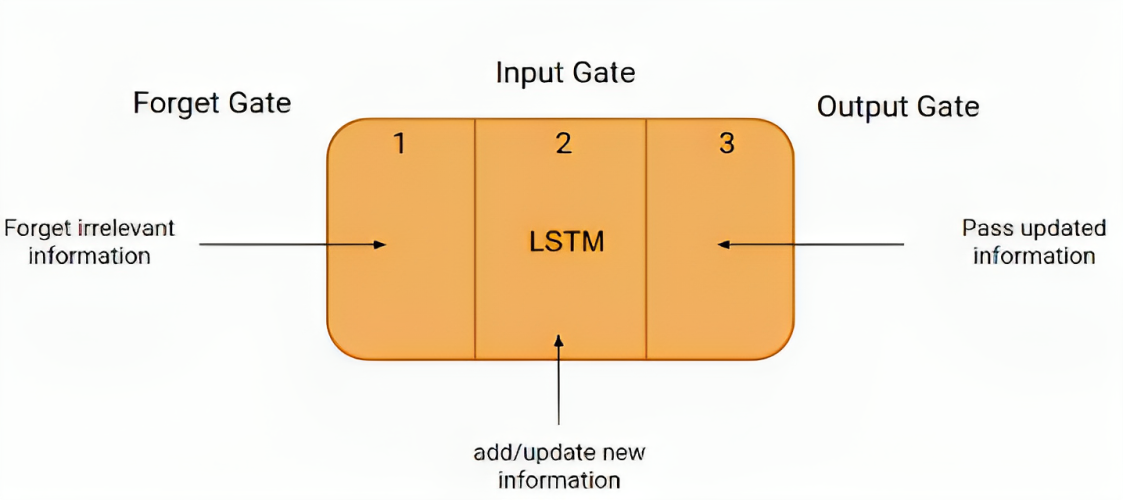 Input Gate
Forget Gate
Output Gate
1
2
3
Forget irrelevant
information
LSTM
Pass updated
information
add/update new
information